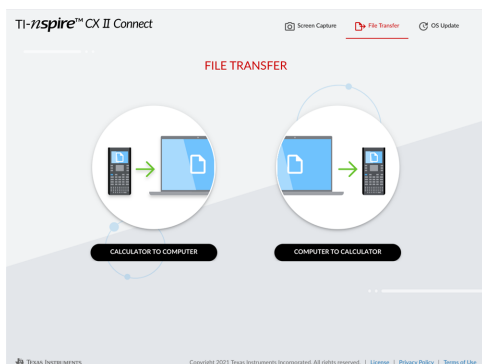 TI-nspire™ CX II Connect
Screen Capture
File Transfer
OS Update
FILE TRANSFER
CALCULATOR TO COMPUTER
COMPUTER TO CALCULATOR
TEXAS INSTRUMENTS
Copyright 2021 Texas Instruments Incorporated. All rights reserved. | License | Privacy Policy | Terms of Use